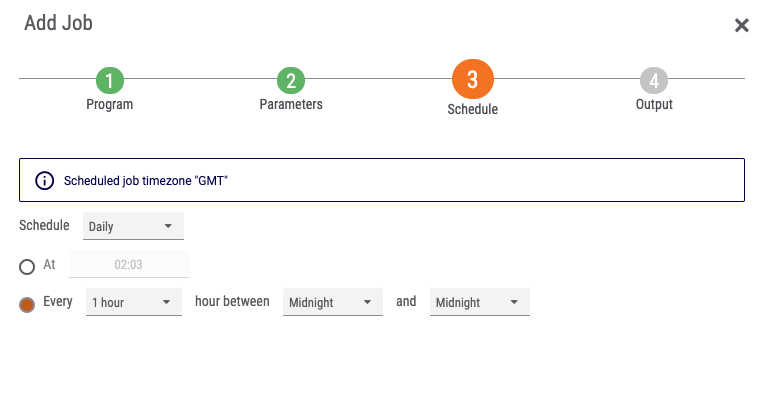 Add Job
1 2 3 4
Program Parameters Schedule Output
Scheduled job timezone "GMT"
Schedule Daily
At 02:03
Every 1 hour hour between Midnight and Midnight